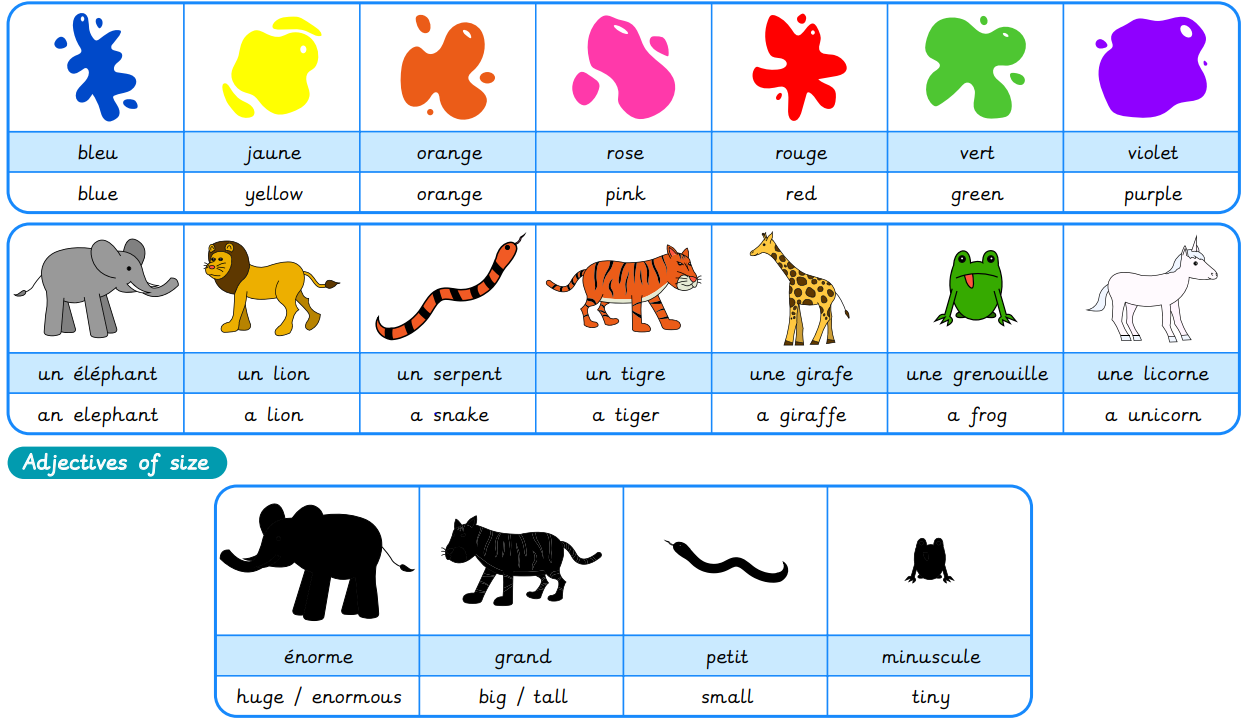 bleu jaune orange rose rouge vert violet
blue yellow orange pink red green purple
un éléphant un lion un serpent un tigre une girafe une grenouille une licorne
an elephant a lion a snake a tiger a giraffe a frog a unicorn
Adjectives of size
énorme grand petit minuscule
huge / enormous big / tall small tiny